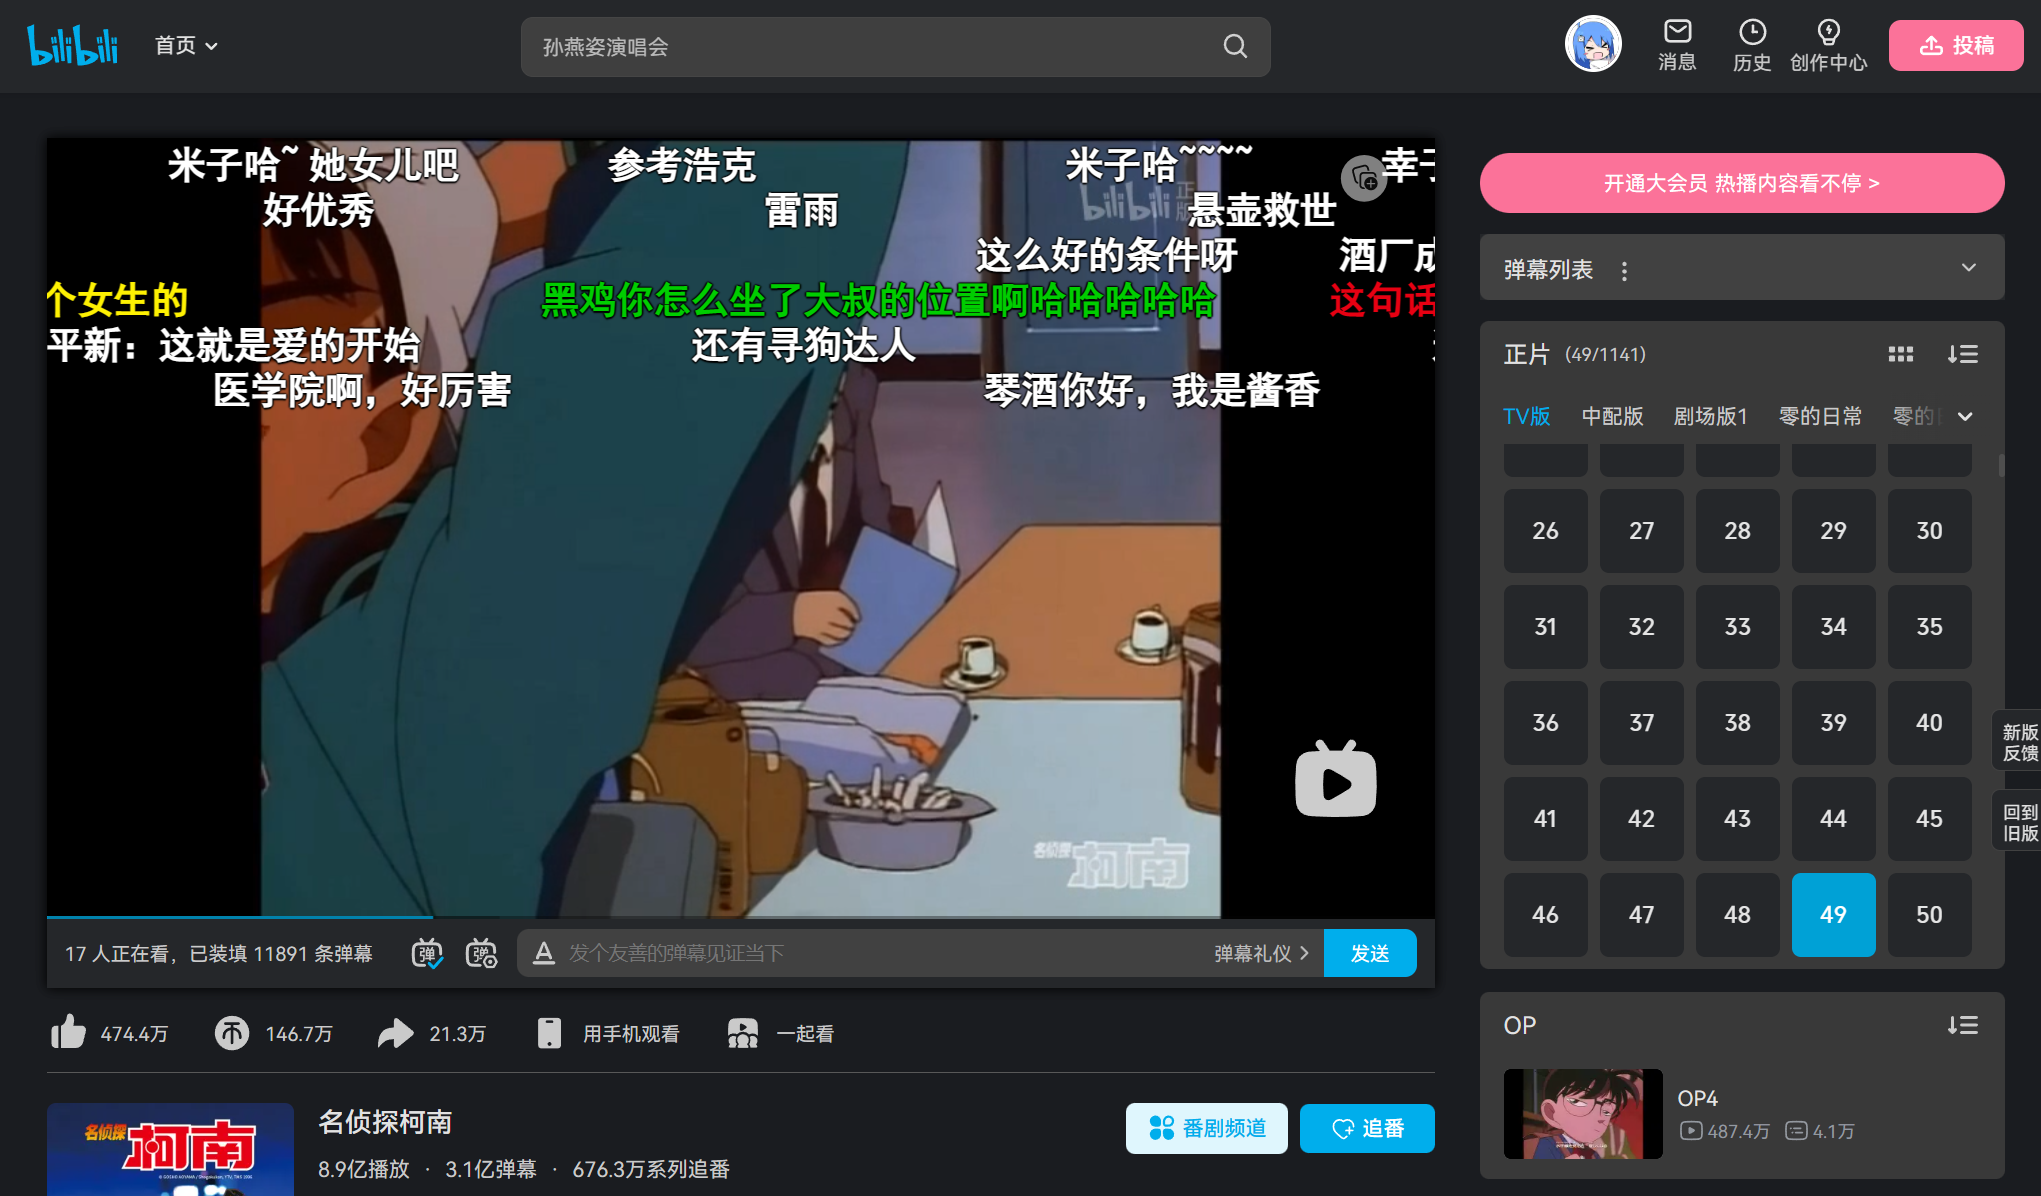 bilibili
首页
孙燕姿演唱会
消息
历史
创作中心
投稿
米子哈~ 她女儿吧
参考浩克
米子哈~~~~
幸子
好优秀
雷雨
bilibili 正版
悬壶救世
这么好的条件呀
酒厂成
个女生的
黑鸡你怎么坐了大叔的位置啊哈哈哈哈哈
这句话
平新：这就是爱的开始
还有寻狗达人
医学院啊，好厉害
琴酒你好，我是酱香
名侦探柯南
17 人正在看，已装填 11891 条弹幕
弹
弹
A
发个友善的弹幕见证当下
弹幕礼仪 >
发送
474.4万
146.7万
21.3万
用手机观看
一起看
名侦探柯南
名侦探柯南
8.9亿播放 · 3.1亿弹幕 · 676.3万系列追番
番剧频道
追番
开通大会员 热播内容看不停 >
弹幕列表
正片 (49/1141)
TV版 中配版 剧场版1 零的日常 零的
26 27 28 29 30
31 32 33 34 35
36 37 38 39 40
41 42 43 44 45
46 47 48 49 50
新版
反馈
回到
旧版
OP
OP4
487.4万 4.1万